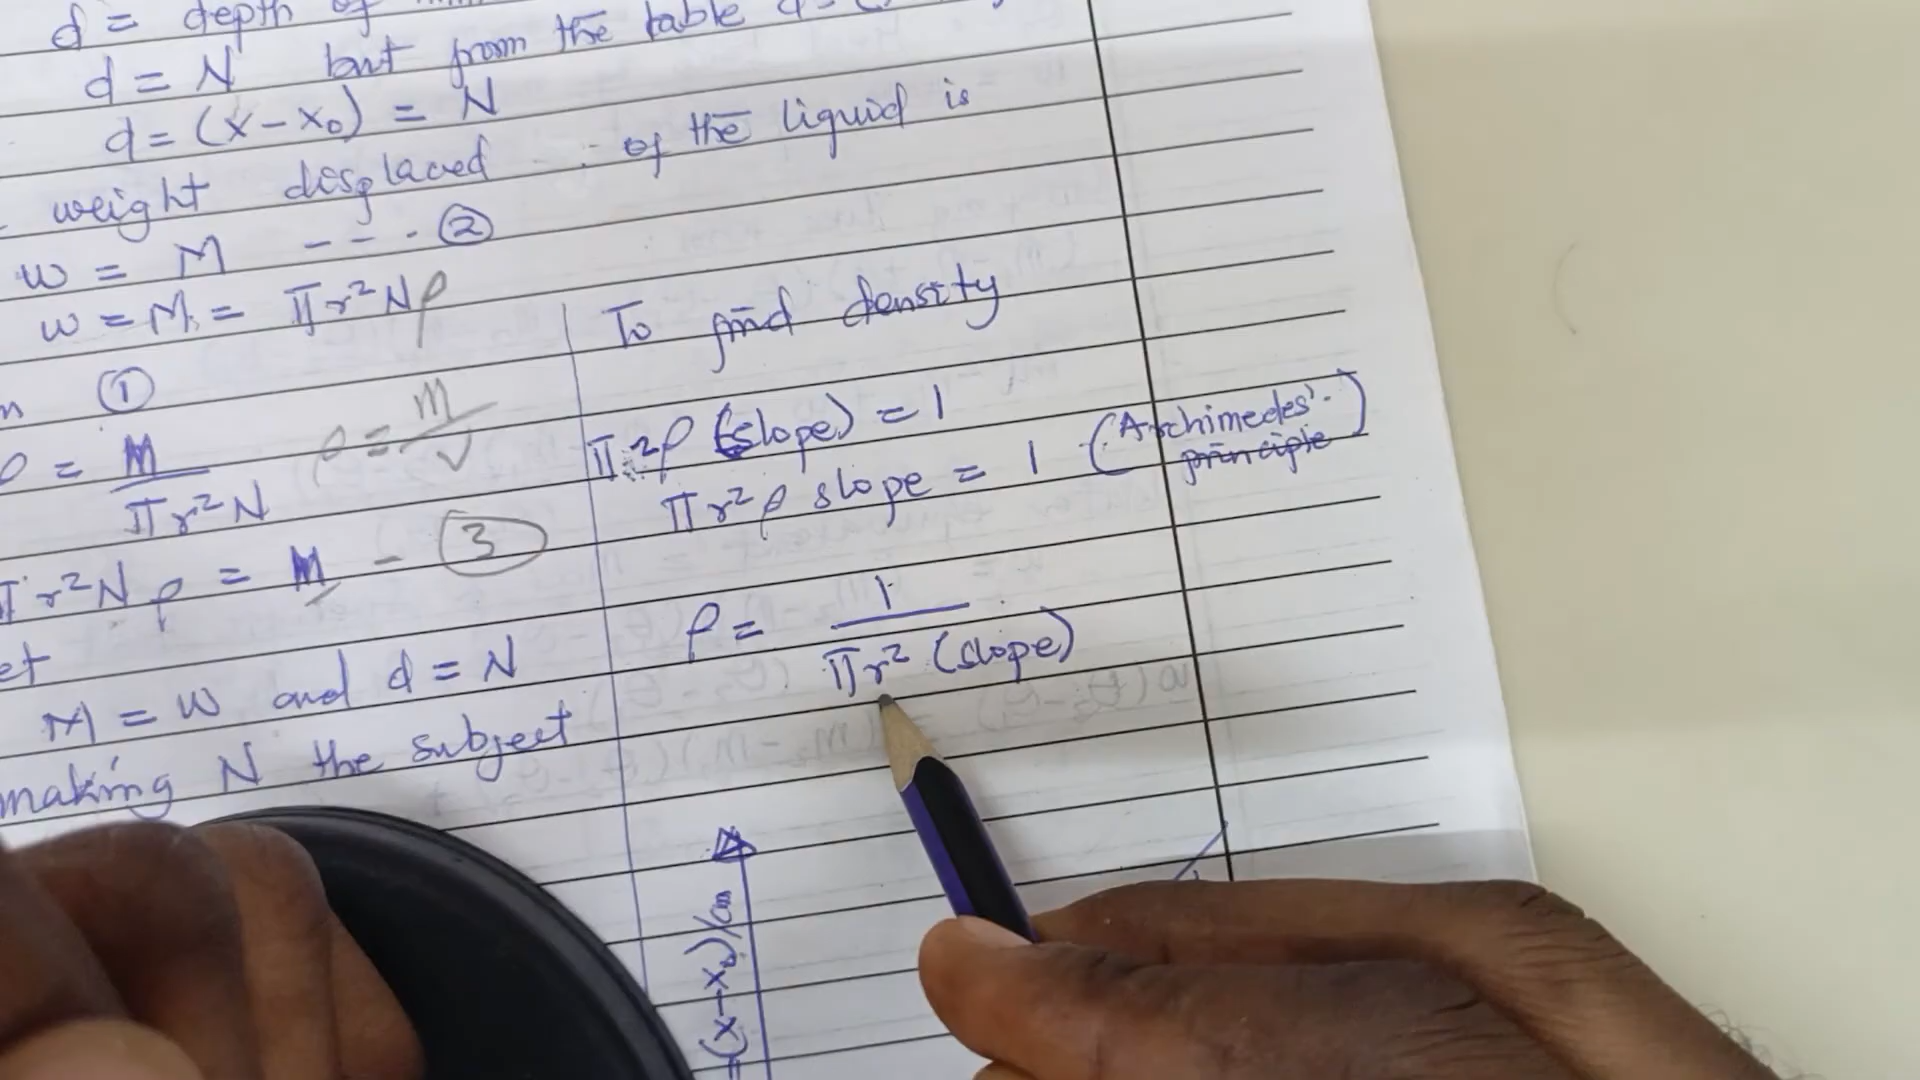 d = depth of
d = N but from the table d = (
d = (x - x₀) = N
weight displaced of the liquid is
w = M --- ②
w = M = πr²Nρ
①
ρ = M / πr²N
ρ = M / V
πr²Nρ = M - ③
M = w and d = N
making N the subject
To find density
πr²ρ (slope) = 1
πr²ρ slope = 1 (Archimedes' principle)
ρ = 1 / πr² (slope)
(x - x₀)/cm